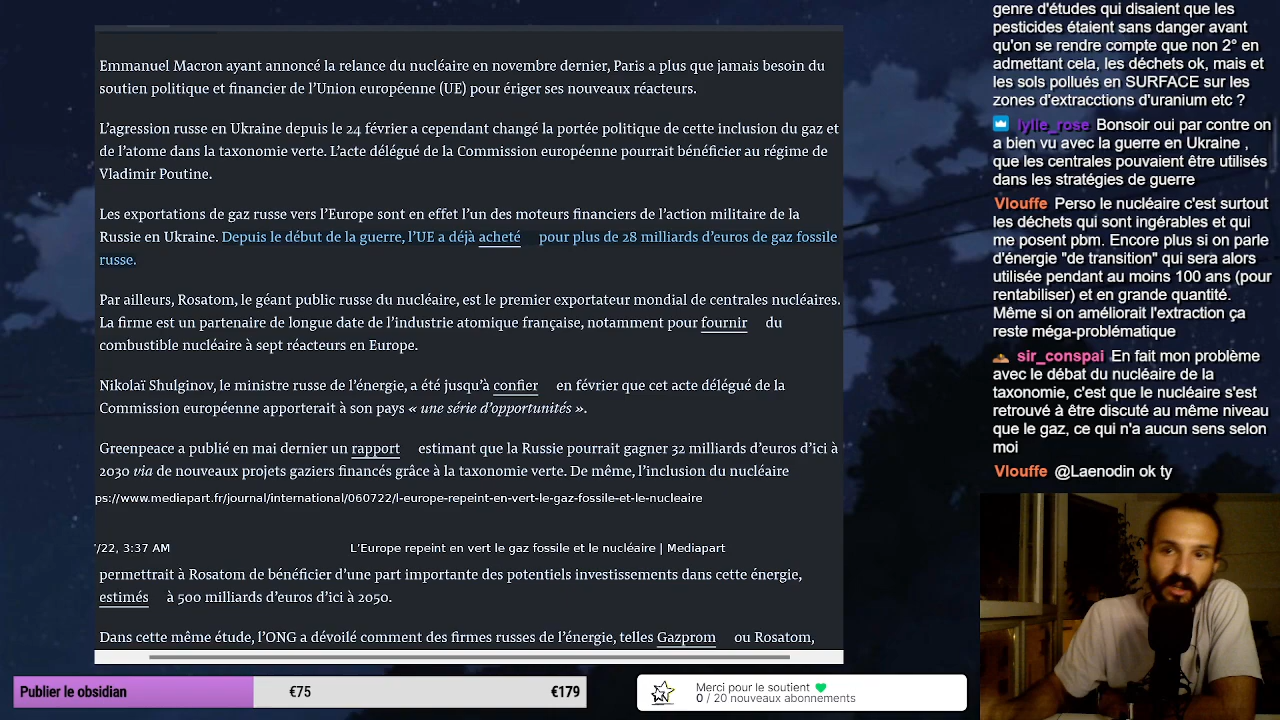 Emmanuel Macron ayant annoncé la relance du nucléaire en novembre dernier, Paris a plus que jamais besoin du
soutien politique et financier de l’Union européenne (UE) pour ériger ses nouveaux réacteurs.
L’agression russe en Ukraine depuis le 24 février a cependant changé la portée politique de cette inclusion du gaz et
de l’atome dans la taxonomie verte. L’acte délégué de la Commission européenne pourrait bénéficier au régime de
Vladimir Poutine.
Les exportations de gaz russe vers l’Europe sont en effet l’un des moteurs financiers de l’action militaire de la
Russie en Ukraine. Depuis le début de la guerre, l’UE a déjà acheté pour plus de 28 milliards d’euros de gaz fossile
russe.
Par ailleurs, Rosatom, le géant public russe du nucléaire, est le premier exportateur mondial de centrales nucléaires.
La firme est un partenaire de longue date de l’industrie atomique française, notamment pour fournir du
combustible nucléaire à sept réacteurs en Europe.
Nikolaï Shulginov, le ministre russe de l’énergie, a été jusqu’à confier en février que cet acte délégué de la
Commission européenne apporterait à son pays « une série d’opportunités ».
Greenpeace a publié en mai dernier un rapport estimant que la Russie pourrait gagner 32 milliards d’euros d’ici à
2030 via de nouveaux projets gaziers financés grâce à la taxonomie verte. De même, l’inclusion du nucléaire
ps://www.mediapart.fr/journal/international/060722/l-europe-repeint-en-vert-le-gaz-fossile-et-le-nucleaire
/22, 3:37 AM L’Europe repeint en vert le gaz fossile et le nucléaire | Mediapart
permettrait à Rosatom de bénéficier d’une part importante des potentiels investissements dans cette énergie,
estimés à 500 milliards d’euros d’ici à 2050.
Dans cette même étude, l’ONG a dévoilé comment des firmes russes de l’énergie, telles Gazprom ou Rosatom,
genre d'études qui disaient que les
pesticides étaient sans danger avant
qu'on se rendre compte que non 2° en
admettant cela, les déchets ok, mais et
les sols pollués en SURFACE sur les
zones d'extracctions d'uranium etc ?
lylie_rose Bonsoir oui par contre on
a bien vu avec la guerre en Ukraine ,
que les centrales pouvaient être utilisés
dans les stratégies de guerre
Vlouffe Perso le nucléaire c'est surtout
les déchets qui sont ingérables et qui
me posent pbm. Encore plus si on parle
d'énergie "de transition" qui sera alors
utilisée pendant au moins 100 ans (pour
rentabiliser) et en grande quantité.
Même si on améliorait l'extraction ça
reste méga-problématique
sir_conspai En fait mon problème
avec le débat du nucléaire de la
taxonomie, c'est que le nucléaire s'est
retrouvé à être discuté au même niveau
que le gaz, ce qui n'a aucun sens selon
moi
Vlouffe @Laenodin ok ty
Publier le obsidian €75 €179
Merci pour le soutient
0 / 20 nouveaux abonnements